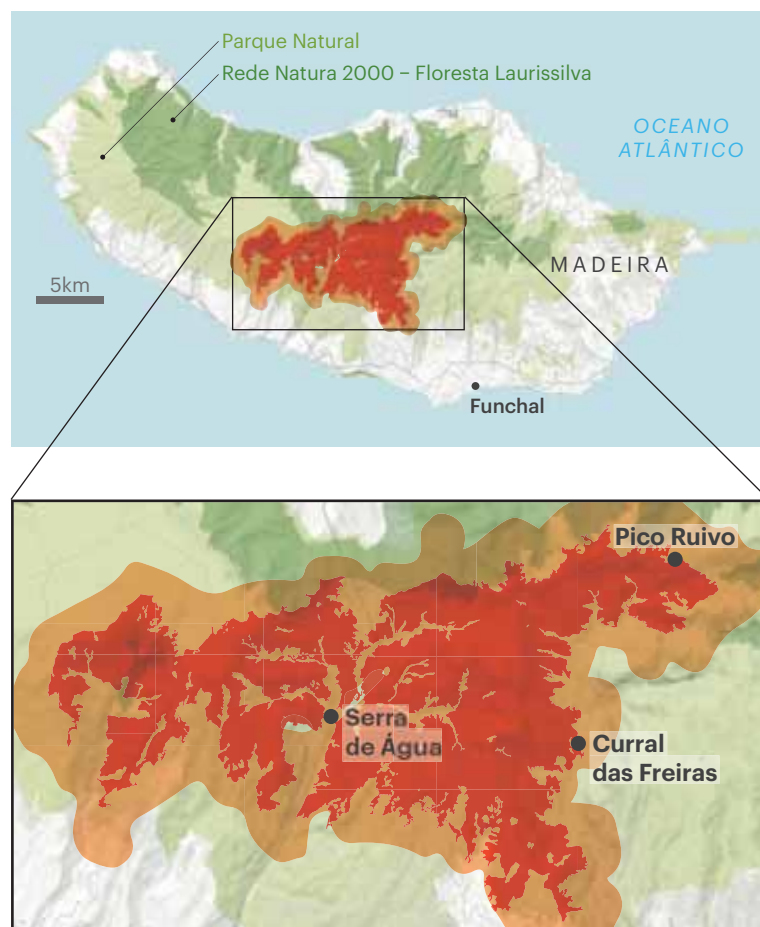 Parque Natural
Rede Natura 2000 – Floresta Laurissilva
OCEANO
ATLÂNTICO
MADEIRA
5km
Funchal
Pico Ruivo
Serra
de Água
Curral
das Freiras